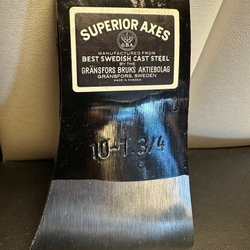 SUPERIOR AXES
G.B.A.
MANUFACTURED FROM
BEST SWEDISH CAST STEEL
BY THE
GRÄNSFORS BRUKS AKTIEBOLAG
GRÄNSFORS, SWEDEN
MADE IN SWEDEN
10-1 3/4